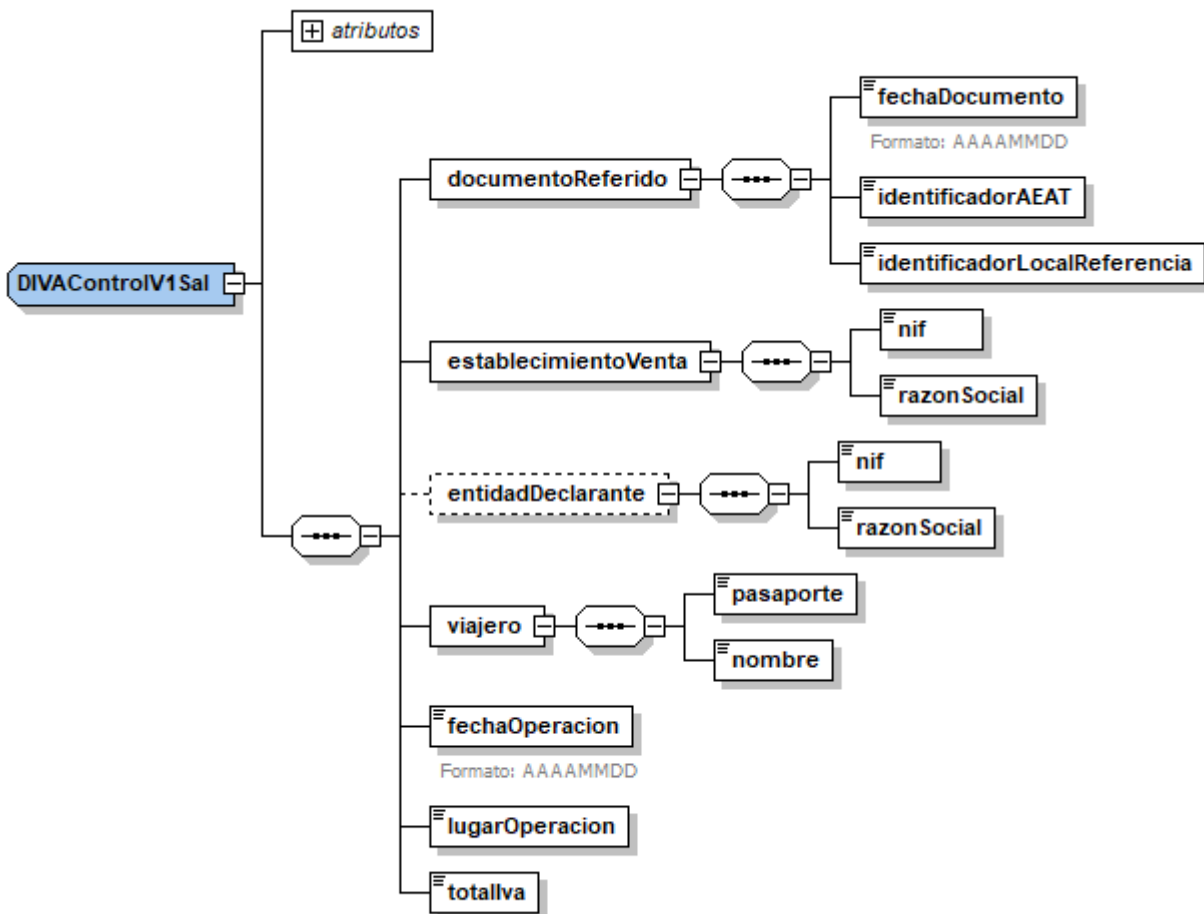 atributos
fechaDocumento
Formato: AAAAMMDD
documentoReferido
identificadorAEAT
identificadorLocalReferencia
DIVAControlV1Sal
nif
establecimientoVenta
razonSocial
nif
entidadDeclarante
razonSocial
pasaporte
viajero
nombre
fechaOperacion
Formato: AAAAMMDD
lugarOperacion
totalIva